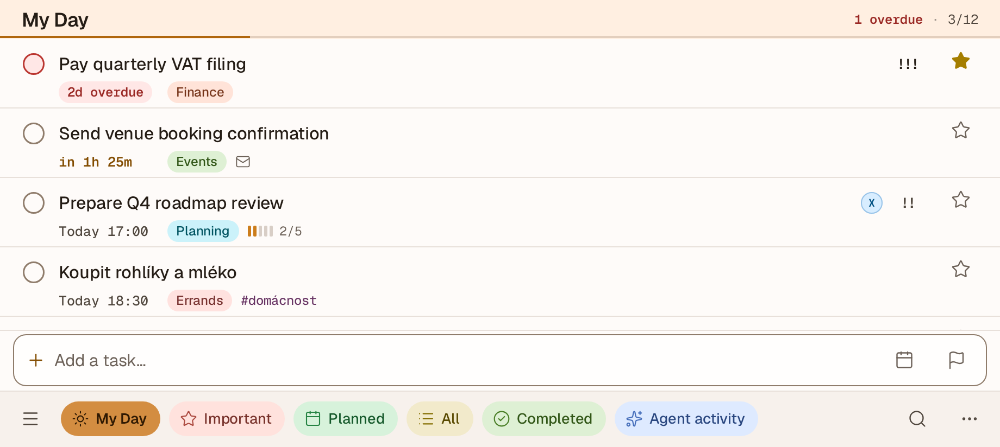 My Day
1 overdue · 3/12
Pay quarterly VAT filing
!!!
2d overdue Finance
Send venue booking confirmation
in 1h 25m Events
Prepare Q4 roadmap review
X !!
Today 17:00 Planning 2/5
Koupit rohlíky a mléko
Today 18:30 Errands #domácnost
Add a task…
My Day Important Planned All Completed Agent activity